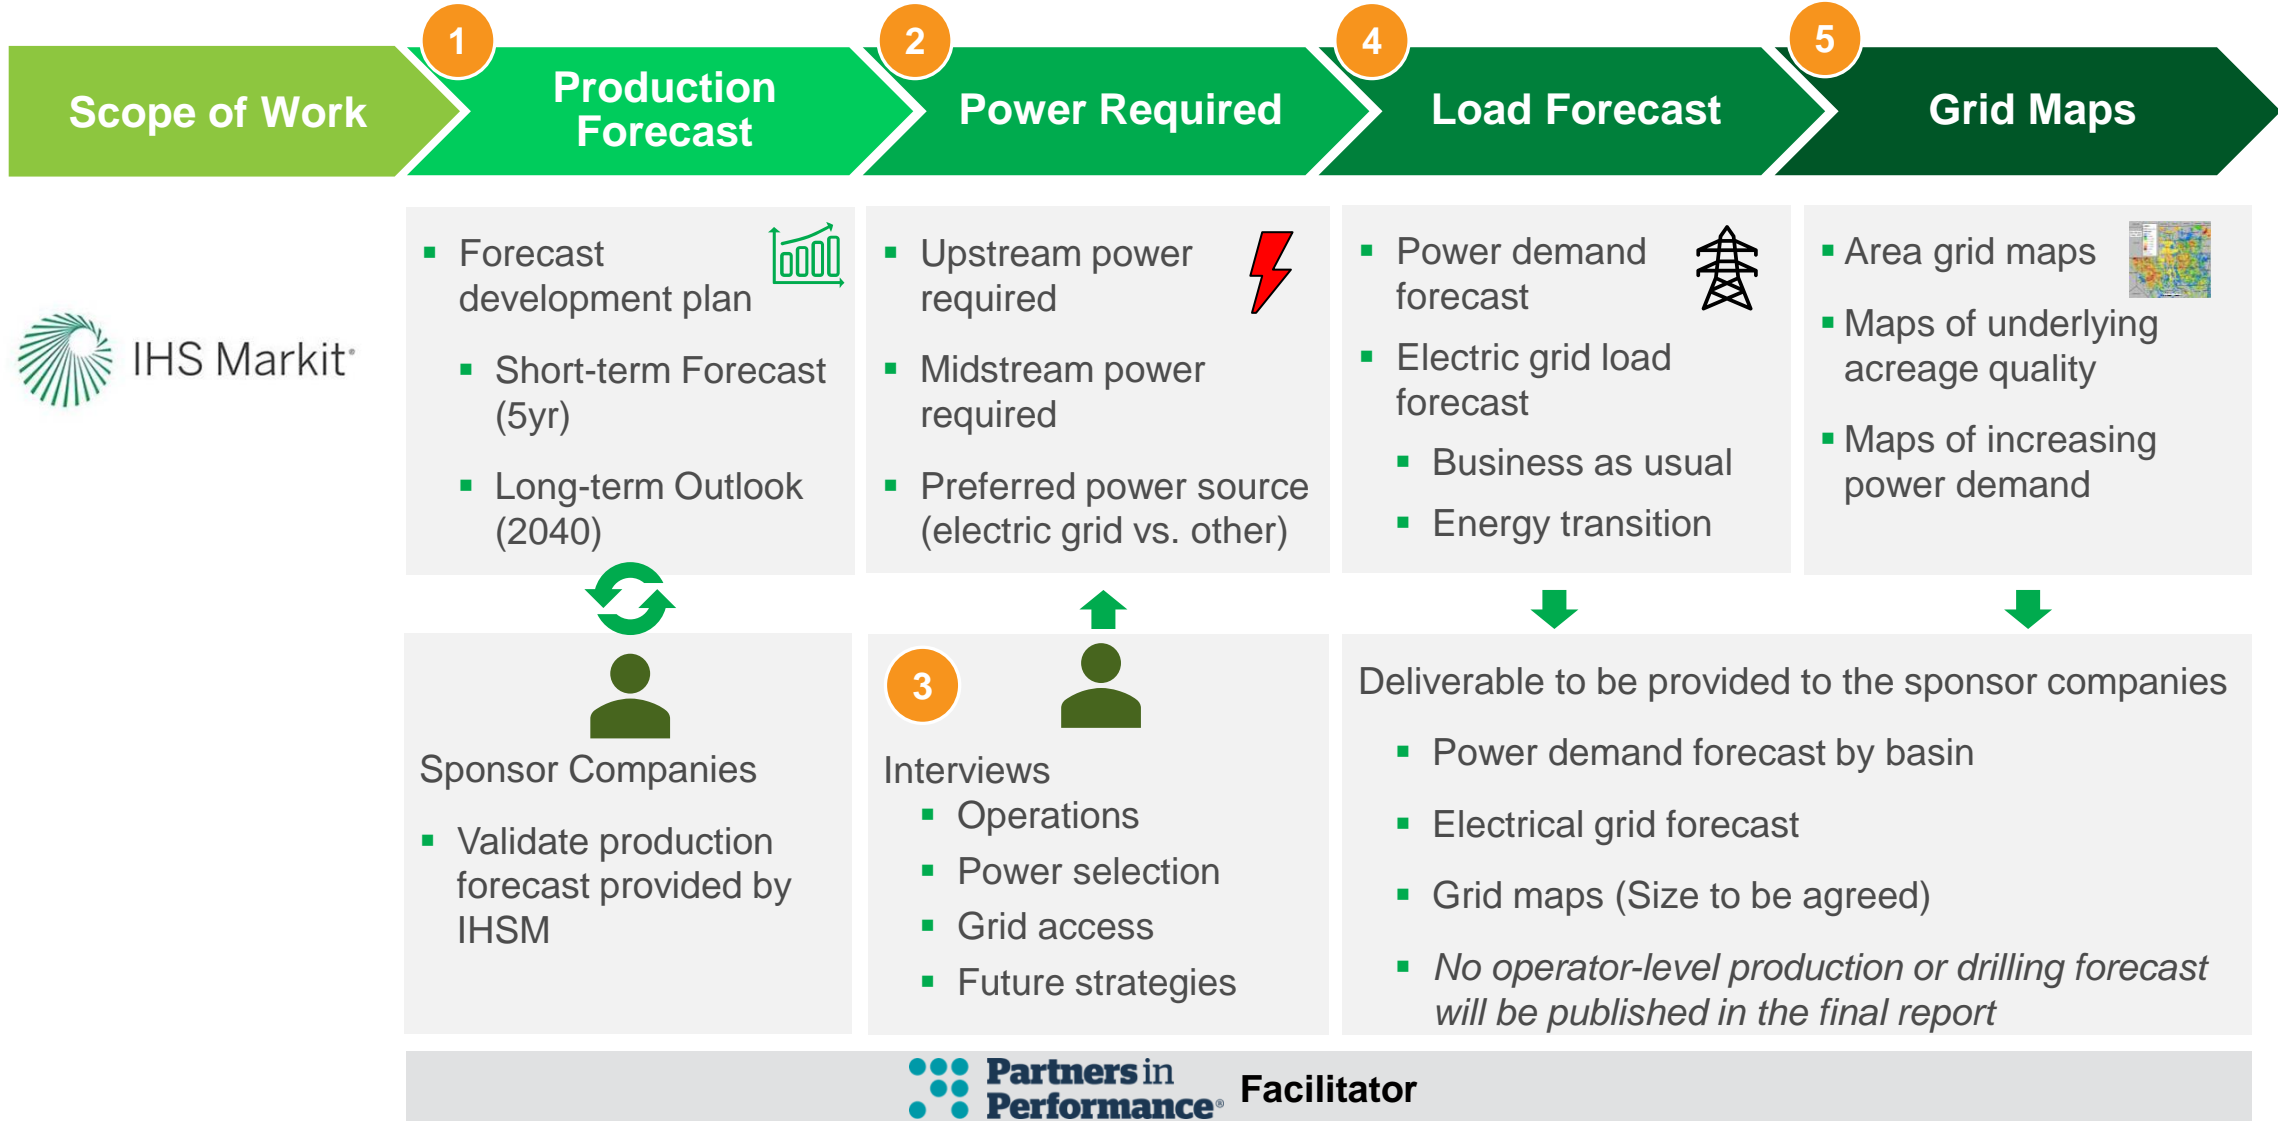 1
2
4
5
Scope of Work
Production
Forecast
Power Required
Load Forecast
Grid Maps
IHS Markit®
Forecast
development plan
Short-term Forecast
(5yr)
Long-term Outlook
(2040)
Upstream power
required
Midstream power
required
Preferred power source
(electric grid vs. other)
Power demand
forecast
Electric grid load
forecast
Business as usual
Energy transition
Area grid maps
Maps of underlying
acreage quality
Maps of increasing
power demand
Sponsor Companies
Validate production
forecast provided by
IHSM
3
Interviews
Operations
Power selection
Grid access
Future strategies
Deliverable to be provided to the sponsor companies
Power demand forecast by basin
Electrical grid forecast
Grid maps (Size to be agreed)
No operator-level production or drilling forecast
will be published in the final report
Partners in
Performance®
Facilitator